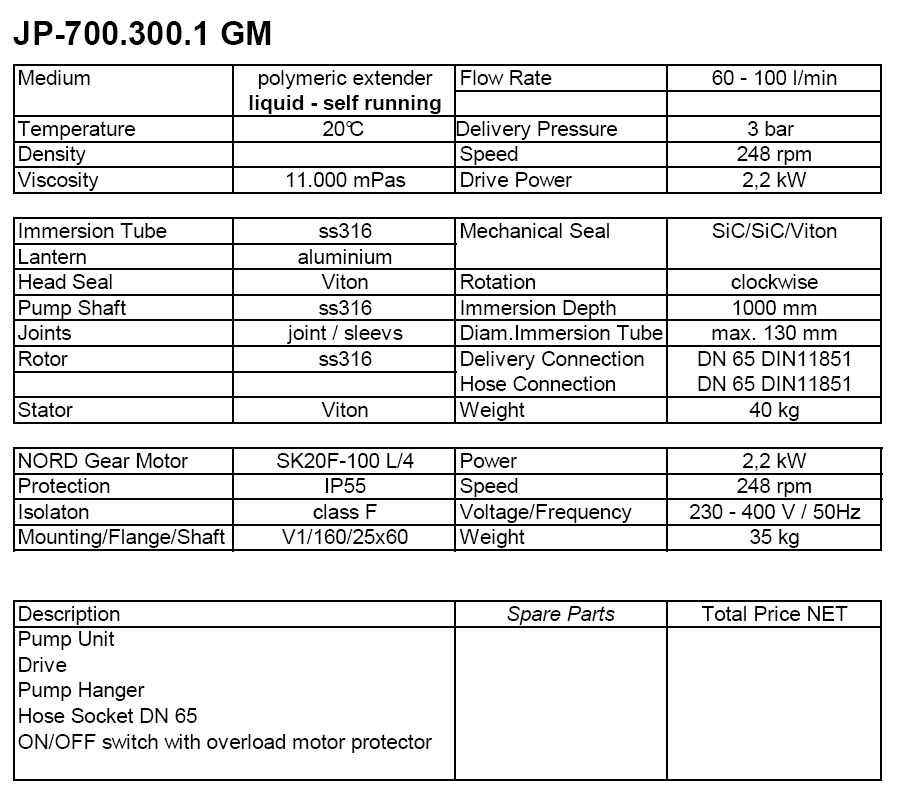 JP-700.300.1 GM
Medium polymeric extender Flow Rate 60 - 100 l/min
liquid - self running
Temperature 20°C Delivery Pressure 3 bar
Density Speed 248 rpm
Viscosity 11.000 mPas Drive Power 2,2 kW
Immersion Tube ss316 Mechanical Seal SiC/SiC/Viton
Lantern aluminium
Head Seal Viton Rotation clockwise
Pump Shaft ss316 Immersion Depth 1000 mm
Joints joint / sleevs Diam.Immersion Tube max. 130 mm
Rotor ss316 Delivery Connection DN 65 DIN11851
Hose Connection DN 65 DIN11851
Stator Viton Weight 40 kg
NORD Gear Motor SK20F-100 L/4 Power 2,2 kW
Protection IP55 Speed 248 rpm
Isolaton class F Voltage/Frequency 230 - 400 V / 50Hz
Mounting/Flange/Shaft V1/160/25x60 Weight 35 kg
Description Spare Parts Total Price NET
Pump Unit
Drive
Pump Hanger
Hose Socket DN 65
ON/OFF switch with overload motor protector